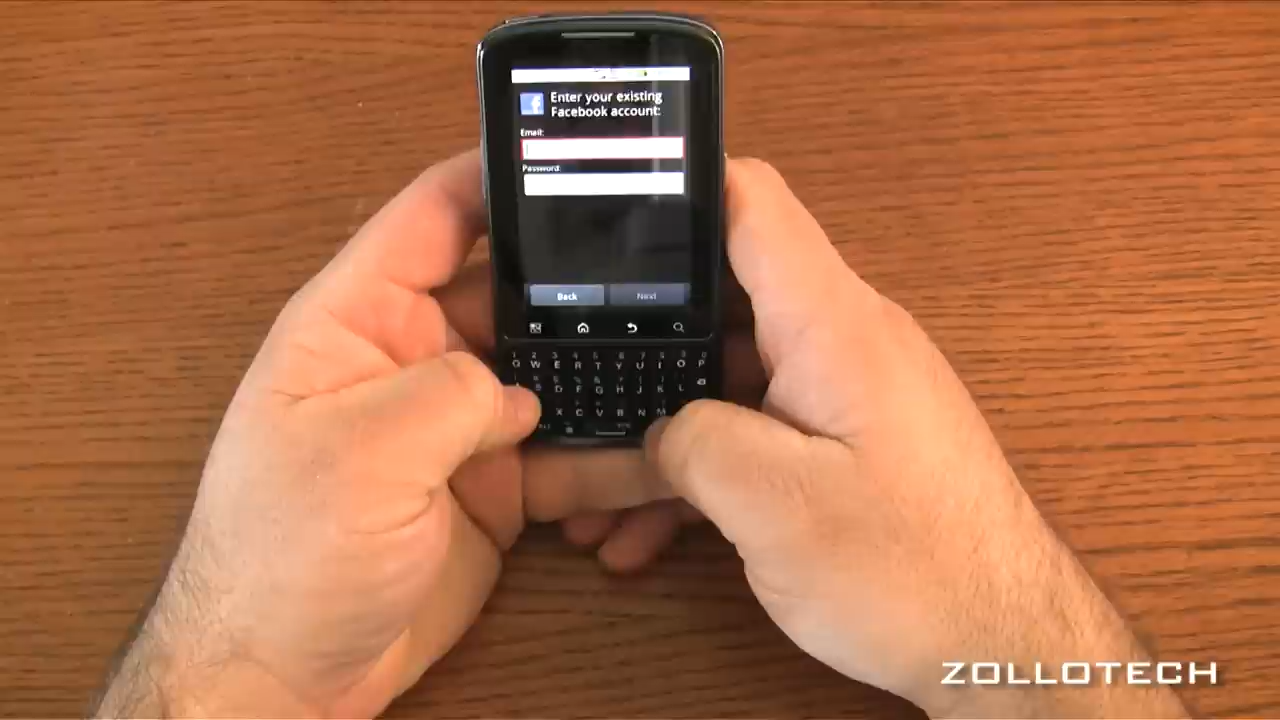 Enter your existing
Facebook account:
Email:
Password:
Back
Next
Q W E R T Y U I O P
S D F G H J K L
X C V B N M
ZOLLOTECH